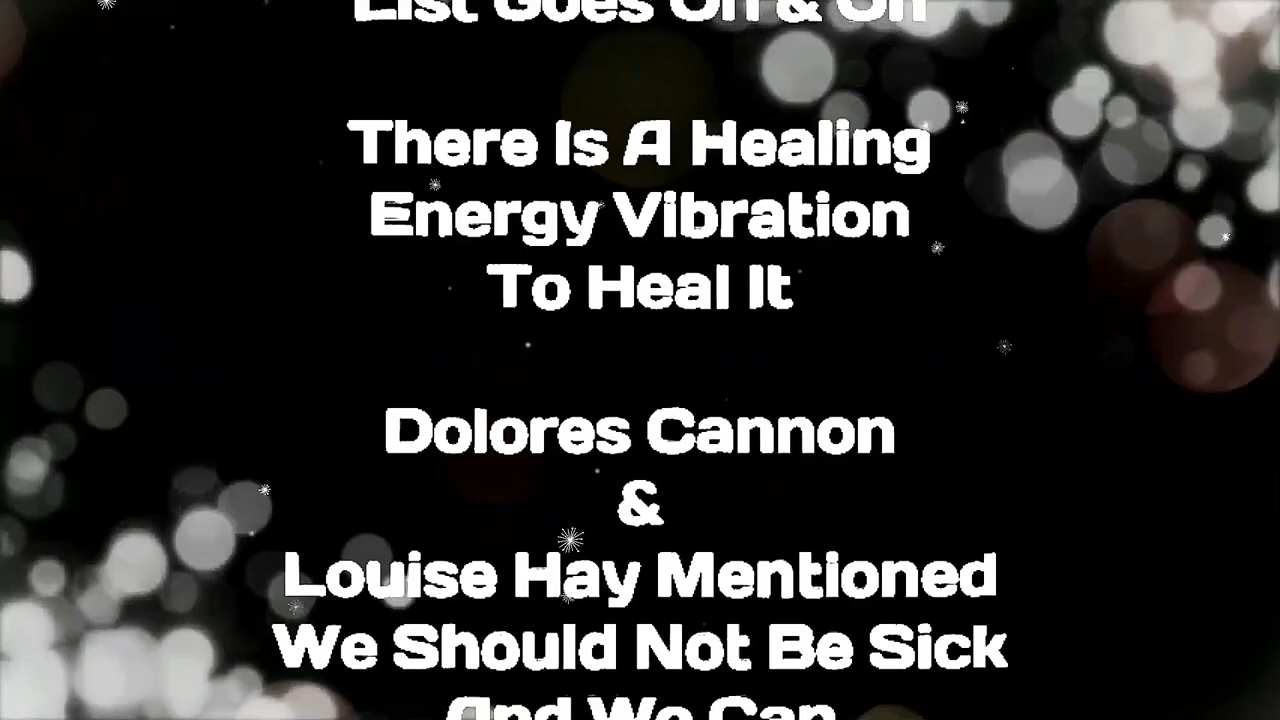 List Goes On & On
There Is A Healing
Energy Vibration
To Heal It
Dolores Cannon
&
Louise Hay Mentioned
We Should Not Be Sick
And We Can